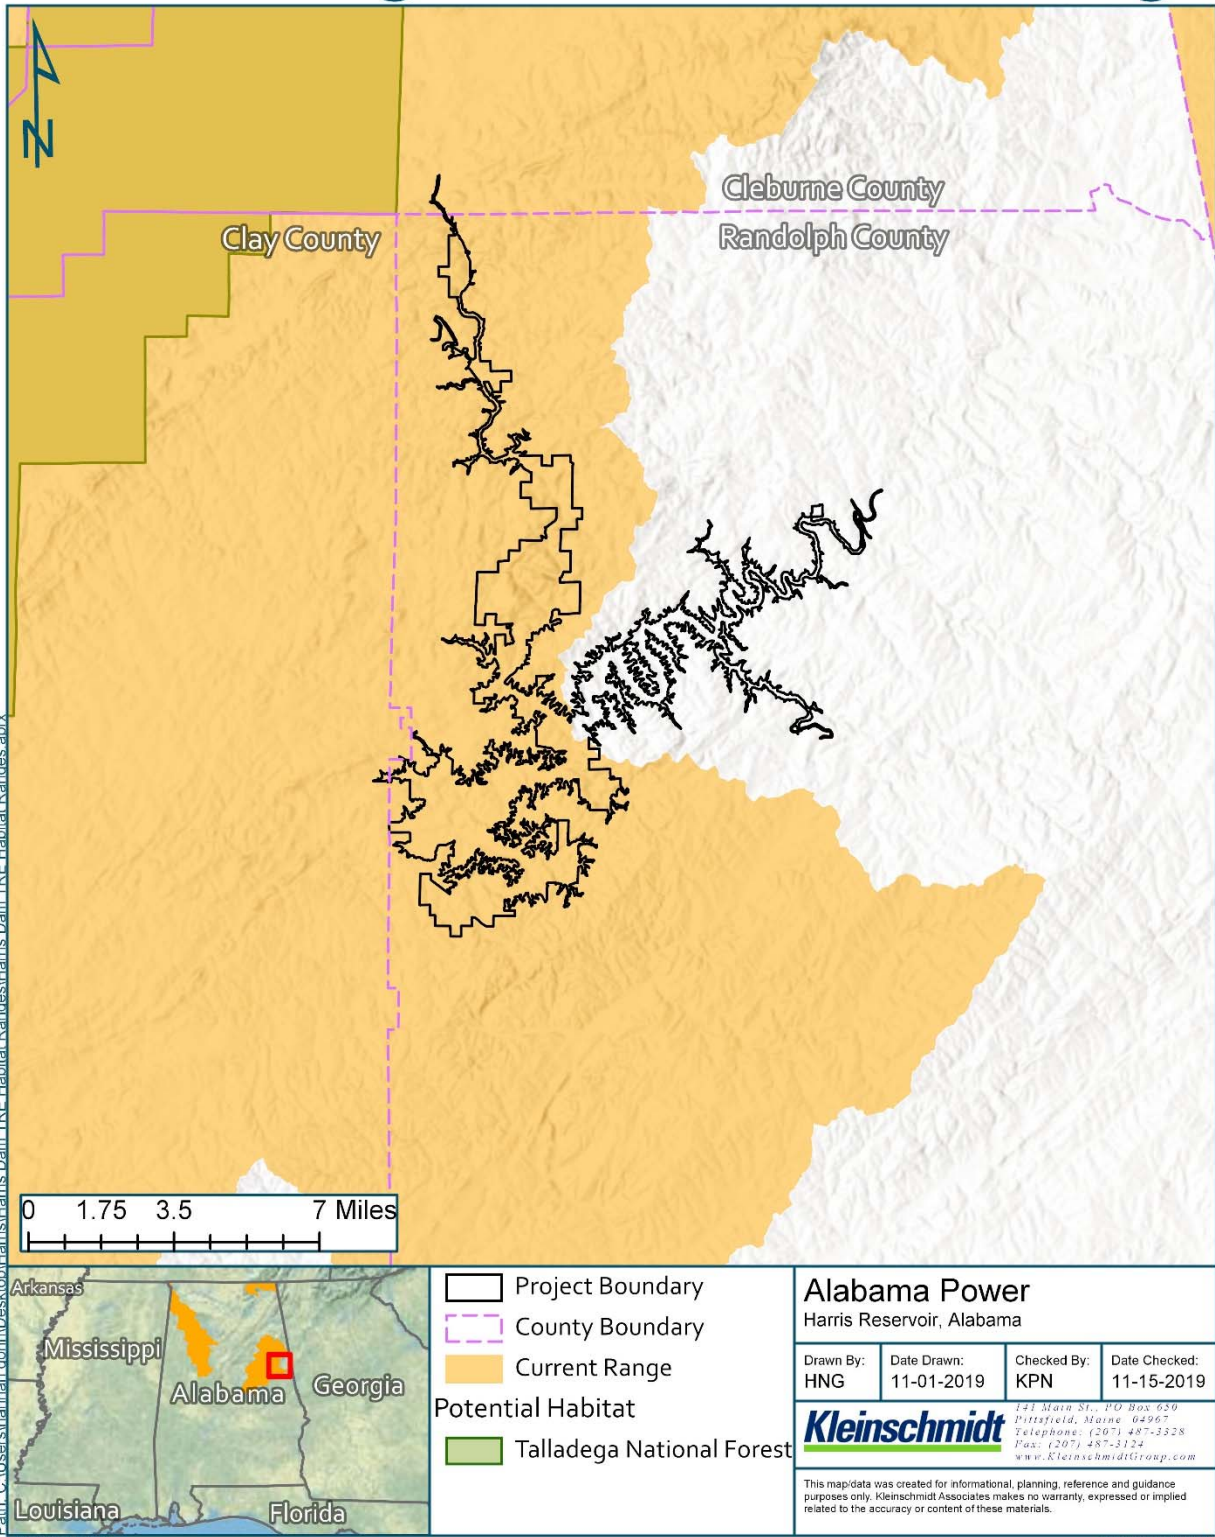 N
Cleburne County
Clay County
Randolph County
0 1.75 3.5 7 Miles
Arkansas
Mississippi
Alabama
Georgia
Louisiana
Florida
Project Boundary
County Boundary
Current Range
Potential Habitat
Talladega National Forest
Alabama Power
Harris Reservoir, Alabama
Drawn By:
HNG
Date Drawn:
11-01-2019
Checked By:
KPN
Date Checked:
11-15-2019
Kleinschmidt
141 Main St., PO Box 650
Pittsfield, Maine 04967
Telephone: (207) 487-3328
Fax: (207) 487-3124
www.KleinschmidtGroup.com
This map/data was created for informational, planning, reference and guidance
purposes only. Kleinschmidt Associates makes no warranty, expressed or implied
related to the accuracy or content of these materials.